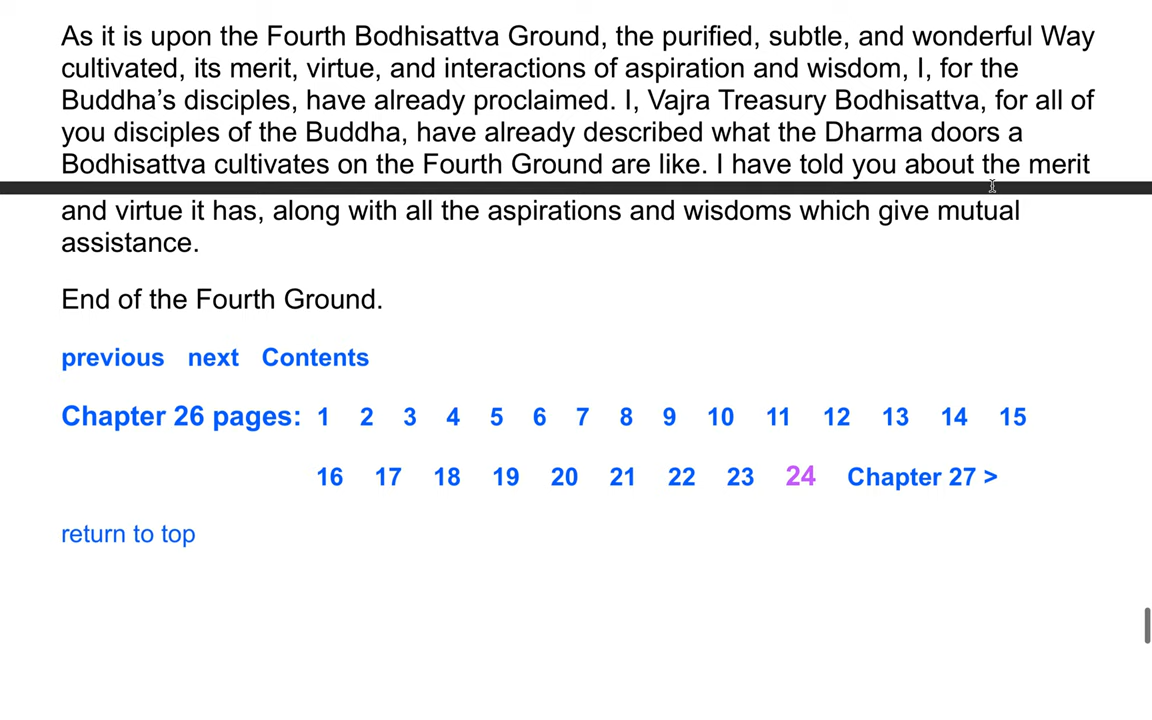 As it is upon the Fourth Bodhisattva Ground, the purified, subtle, and wonderful Way
cultivated, its merit, virtue, and interactions of aspiration and wisdom, I, for the
Buddha’s disciples, have already proclaimed. I, Vajra Treasury Bodhisattva, for all of
you disciples of the Buddha, have already described what the Dharma doors a
Bodhisattva cultivates on the Fourth Ground are like. I have told you about the merit
and virtue it has, along with all the aspirations and wisdoms which give mutual
assistance.
End of the Fourth Ground.
previous next Contents
Chapter 26 pages: 1 2 3 4 5 6 7 8 9 10 11 12 13 14 15
16 17 18 19 20 21 22 23 24 Chapter 27 >
return to top